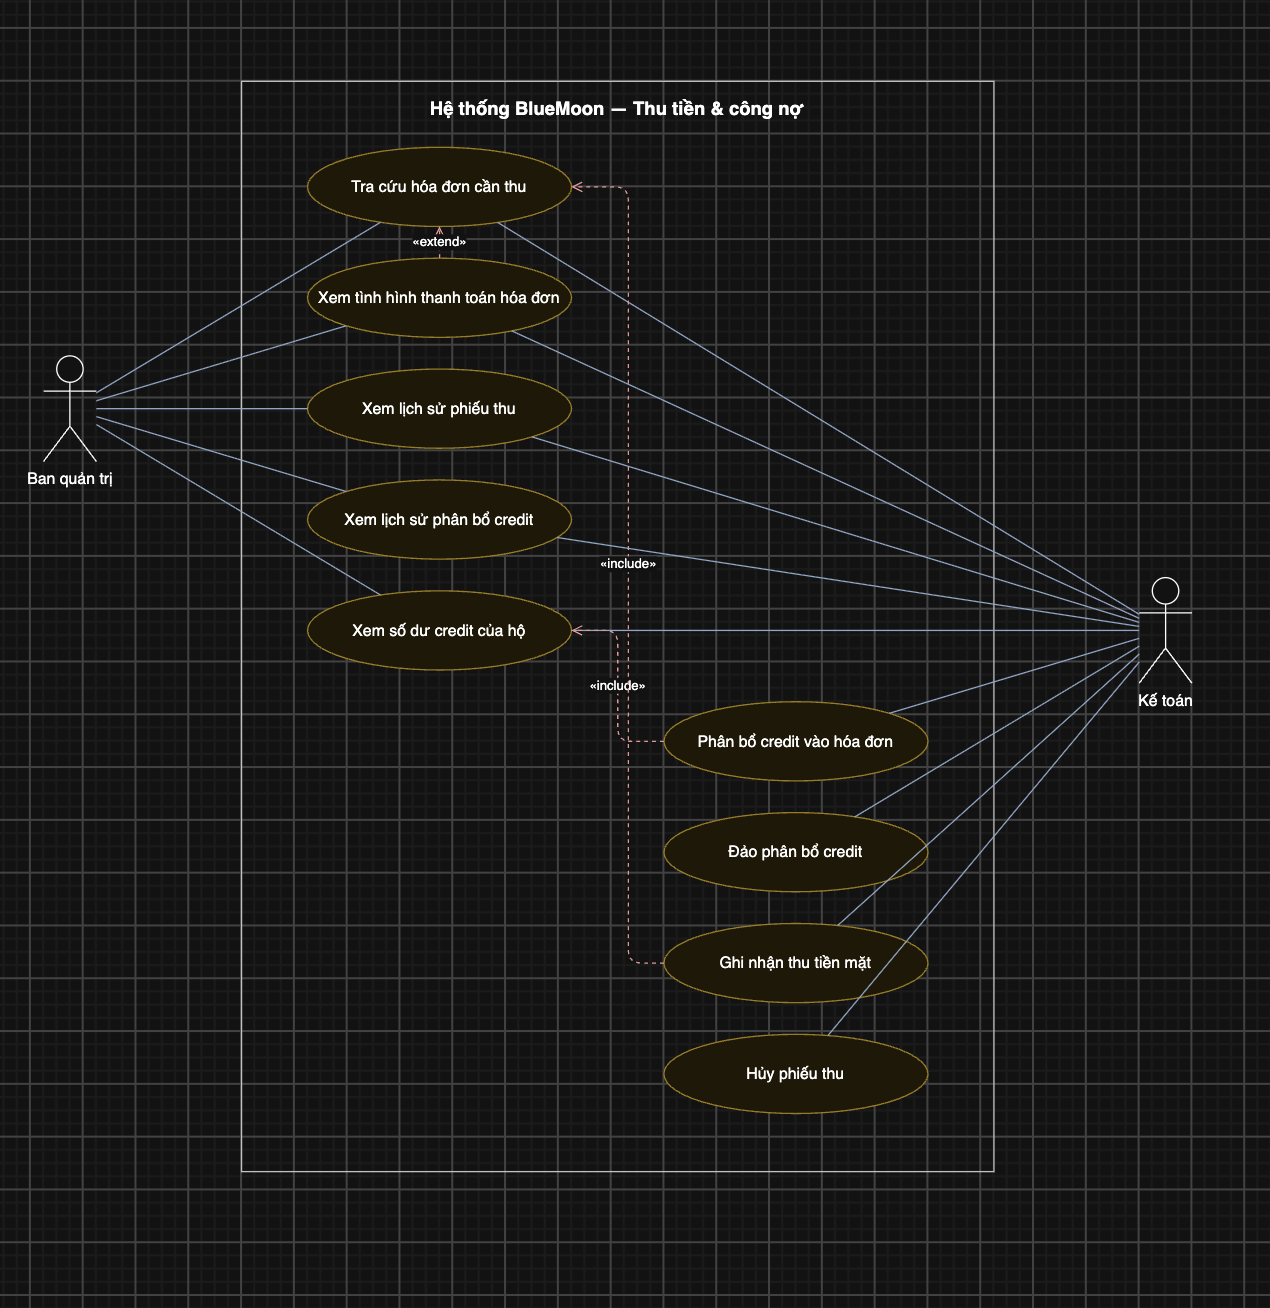 Hệ thống BlueMoon — Thu tiền & công nợ
Tra cứu hóa đơn cần thu
«extend»
Xem tình hình thanh toán hóa đơn
Xem lịch sử phiếu thu
Ban quản trị
Xem lịch sử phân bổ credit
«include»
Xem số dư credit của hộ
«include»
Kế toán
Phân bổ credit vào hóa đơn
Đảo phân bổ credit
Ghi nhận thu tiền mặt
Hủy phiếu thu